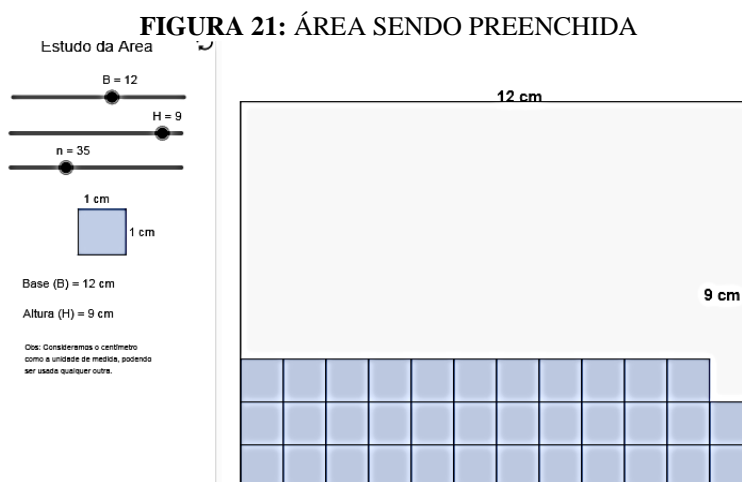 FIGURA 21: ÁREA SENDO PREENCHIDA
Estudo da Area
B = 12
H = 9
n = 35
1 cm
1 cm
Base (B) = 12 cm
Altura (H) = 9 cm
Obs: Consideramos o centímetro
como a unidade de medida, podendo
ser usada qualquer outra.
12 cm
9 cm